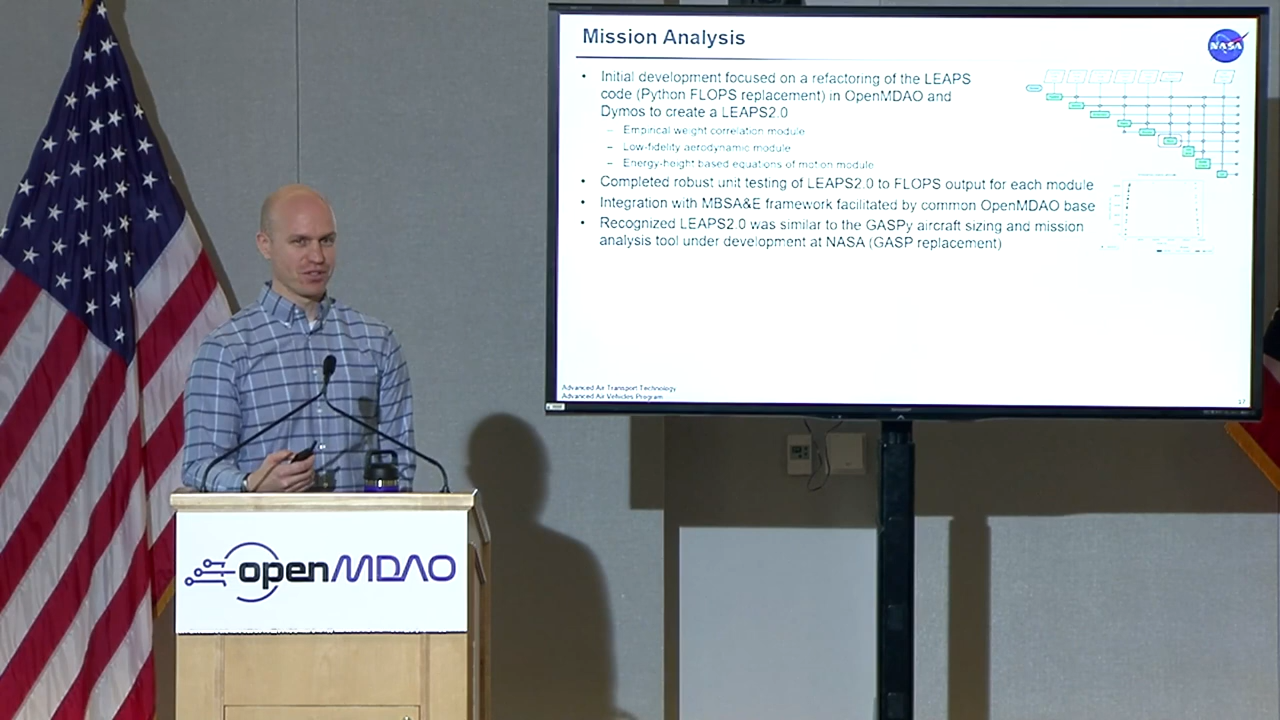 Mission Analysis
NASA
• Initial development focused on a refactoring of the LEAPS
code (Python FLOPS replacement) in OpenMDAO and
Dymos to create a LEAPS2.0
– Empirical weight correlation module
– Low-fidelity aerodynamic module
– Energy-height based equations of motion module
• Completed robust unit testing of LEAPS2.0 to FLOPS output for each module
• Integration with MBSA&E framework facilitated by common OpenMDAO base
• Recognized LEAPS2.0 was similar to the GASPy aircraft sizing and mission
analysis tool under development at NASA (GASP replacement)
Advanced Air Transport Technology
Advanced Air Vehicles Program
17
openMDAO